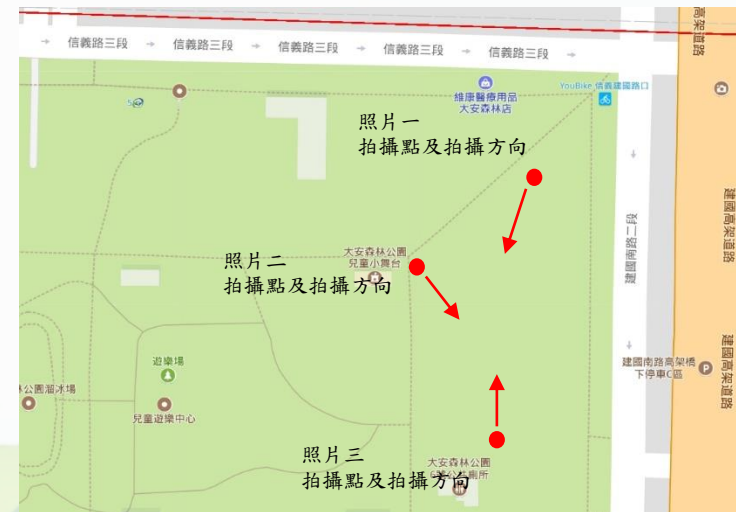 信義路三段
信義路三段
信義路三段
信義路三段
信義路三段
高架道路
維康醫療用品
大安森林店
YouBike 信義建國路口
照片一
拍攝點及拍攝方向
建國高架道路
建國南路二段
大安森林公園
兒童小舞台
照片二
拍攝點及拍攝方向
建國南路高架橋
下停車C區
建國高架道路
遊樂場
公園溜冰場
兒童遊樂中心
照片三
拍攝點及拍攝方向
大安森林公園